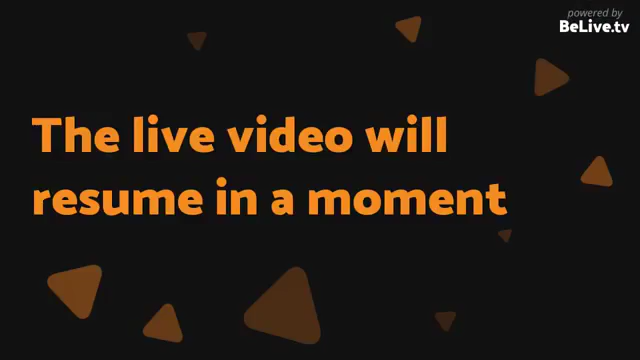 powered by
BeLive.tv
The live video will
resume in a moment